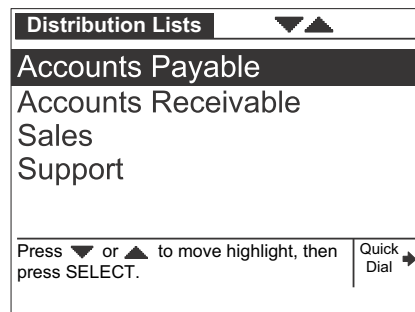 Distribution Lists
Accounts Payable
Accounts Receivable
Sales
Support
Press ▼ or ▲ to move highlight, then
press SELECT.
Quick
Dial